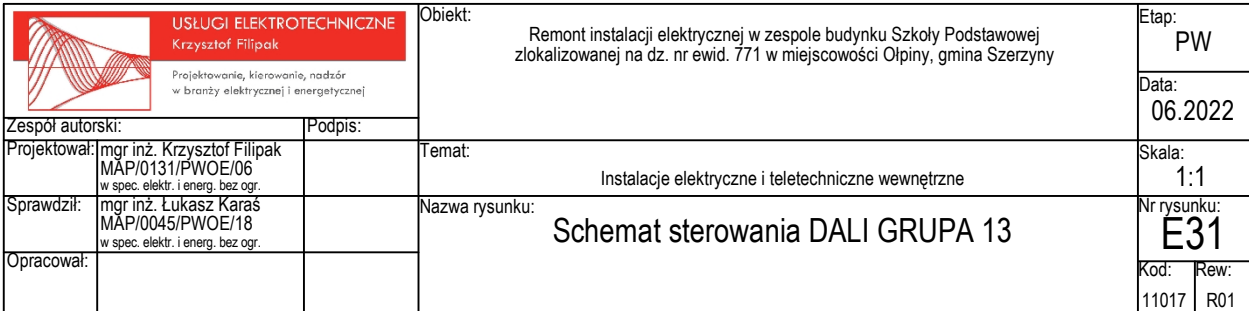 USŁUGI ELEKTROTECHNICZNE
Krzysztof Filipak
Projektowanie, kierowanie, nadzór
w branży elektrycznej i energetycznej
Obiekt:
Remont instalacji elektrycznej w zespole budynku Szkoły Podstawowej
zlokalizowanej na dz. nr ewid. 771 w miejscowości Ołpiny, gmina Szerzyny
Etap:
PW
Data:
06.2022
Zespół autorski:
Podpis:
Projektował:
mgr inż. Krzysztof Filipak
MAP/0131/PWOE/06
w spec. elektr. i energ. bez ogr.
Temat:
Instalacje elektryczne i teletechniczne wewnętrzne
Skala:
1:1
Sprawdził:
mgr inż. Łukasz Karaś
MAP/0045/PWOE/18
w spec. elektr. i energ. bez ogr.
Nazwa rysunku:
Schemat sterowania DALI GRUPA 13
Nr rysunku:
E31
Opracował:
Kod:
11017
Rew:
R01